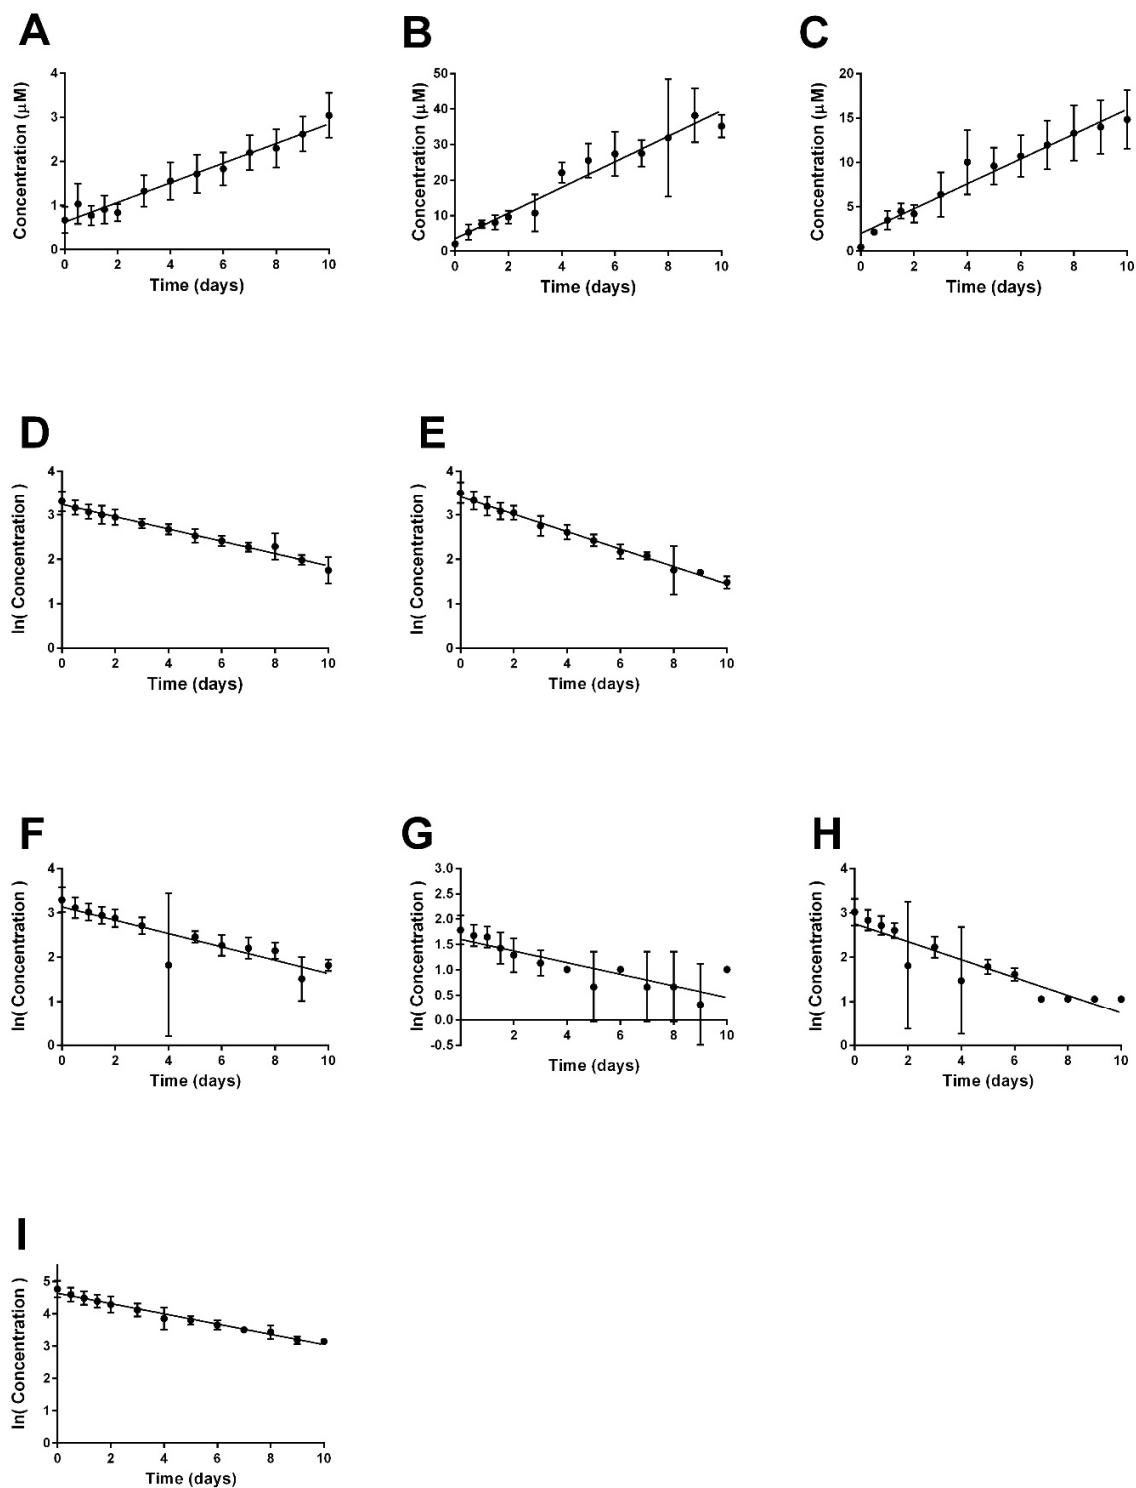 A
B
C
Concentration (μM)
4
3
2
1
0
0 2 4 6 8 10
Time (days)
Concentration (μM)
50
40
30
20
10
0
0 2 4 6 8 10
Time (days)
Concentration (μM)
20
15
10
5
0
0 2 4 6 8 10
Time (days)
D
E
ln( Concentration )
4
3
2
1
0
0 2 4 6 8 10
Time (days)
ln( Concentration )
4
3
2
1
0
0 2 4 6 8 10
Time (days)
F
G
H
ln( Concentration )
4
3
2
1
0
0 2 4 6 8 10
Time (days)
ln( Concentration )
3.0
2.5
2.0
1.5
1.0
0.5
0.0
-0.5
2 4 6 8 10
Time (days)
ln( Concentration )
4
3
2
1
0
0 2 4 6 8 10
Time (days)
I
ln( Concentration )
5
4
3
2
1
0
0 2 4 6 8 10
Time (days)